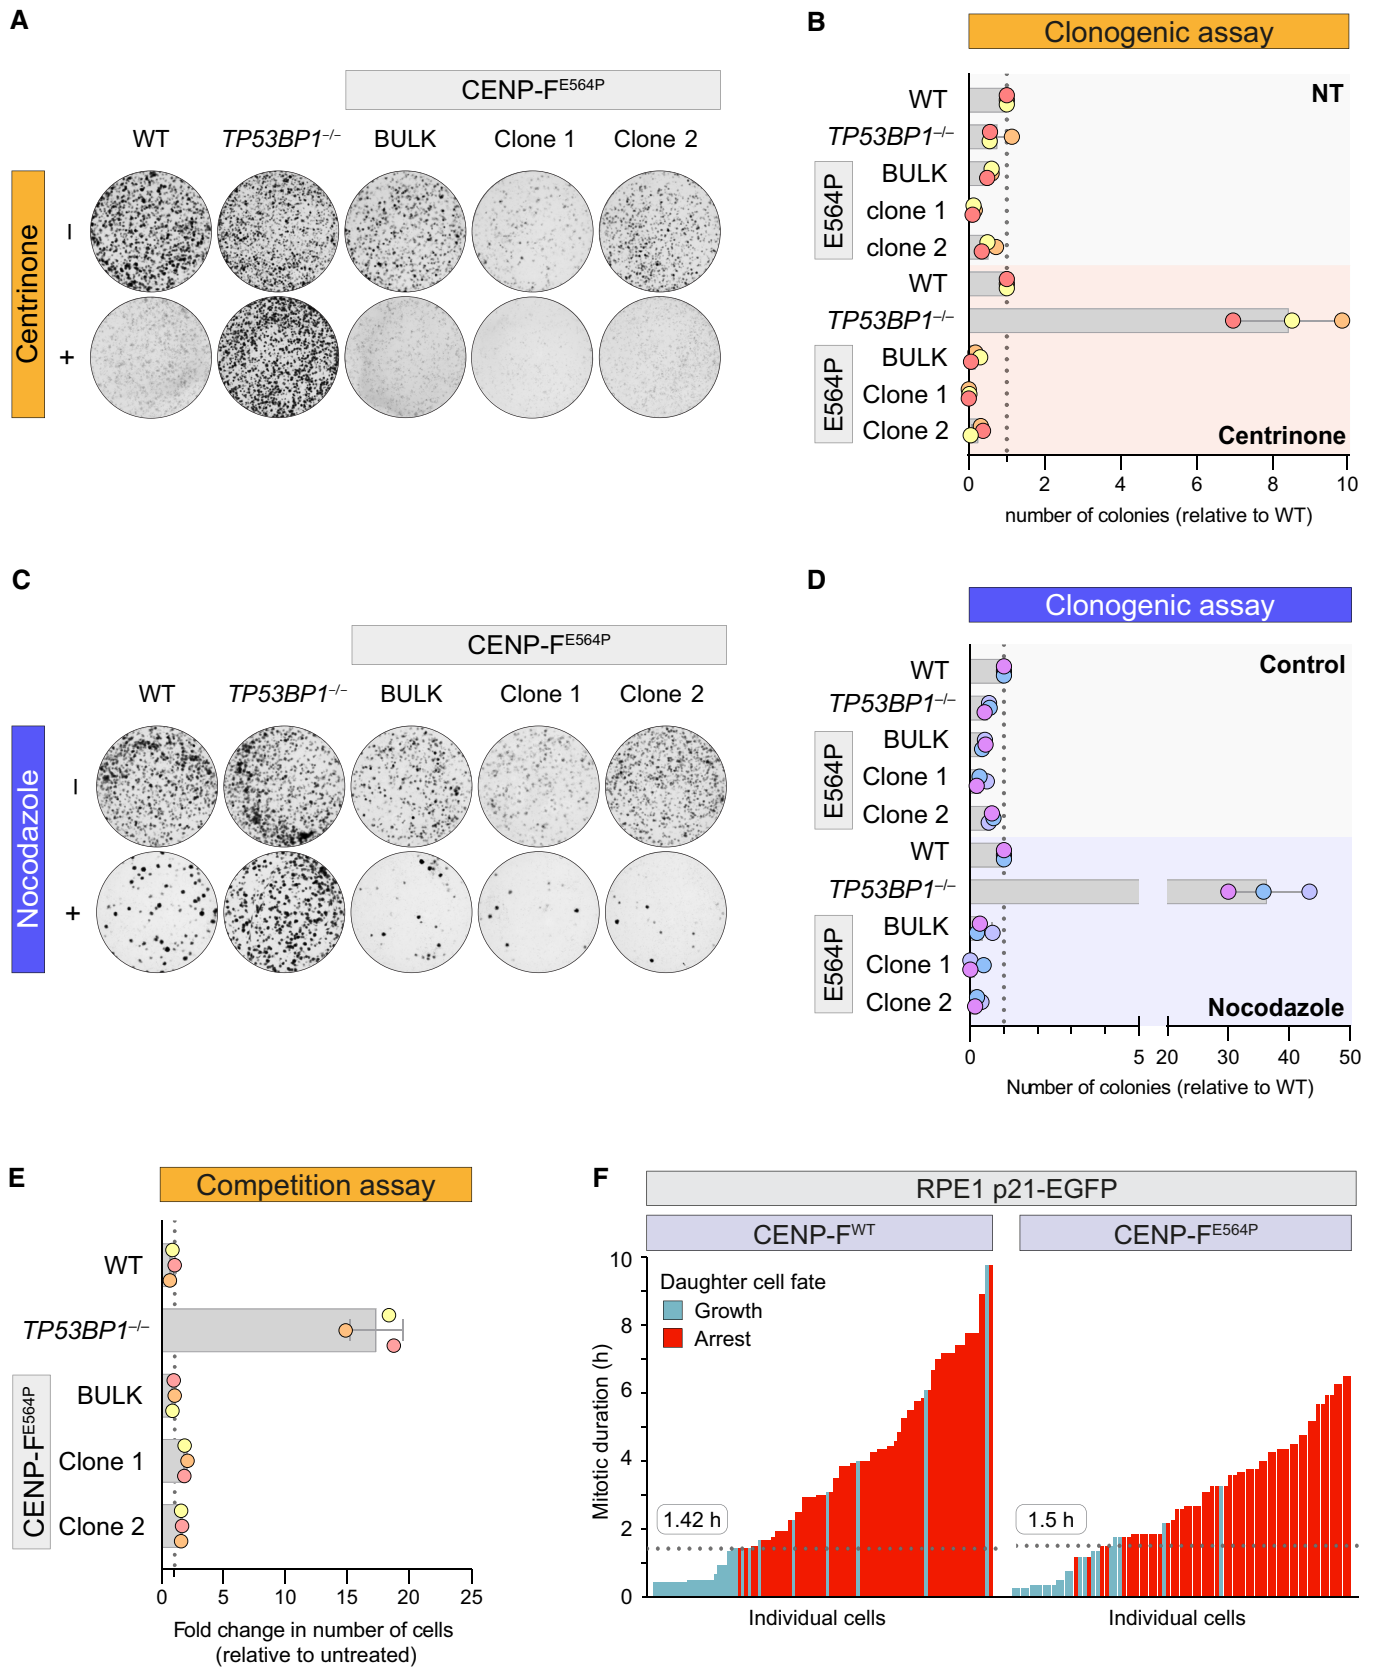 A
CENP-F^E564P
WT TP53BP1–/– BULK Clone 1 Clone 2
Centrinone
–
+
B
Clonogenic assay
NT
WT
TP53BP1–/–
E564P
BULK
clone 1
clone 2
WT
TP53BP1–/–
E564P
BULK
Clone 1
Clone 2
Centrinone
0 2 4 6 8 10
number of colonies (relative to WT)
C
CENP-F^E564P
WT TP53BP1–/– BULK Clone 1 Clone 2
Nocodazole
–
+
D
Clonogenic assay
Control
WT
TP53BP1–/–
E564P
BULK
Clone 1
Clone 2
WT
TP53BP1–/–
E564P
BULK
Clone 1
Clone 2
Nocodazole
0 5 20 30 40 50
Number of colonies (relative to WT)
E
Competition assay
WT
TP53BP1–/–
CENP-F^E564P
BULK
Clone 1
Clone 2
0 5 10 15 20 25
Fold change in number of cells
(relative to untreated)
F
RPE1 p21-EGFP
CENP-F^WT CENP-F^E564P
Mitotic duration (h)
10
8
6
4
2
0
Daughter cell fate
Growth
Arrest
1.42 h
1.5 h
Individual cells Individual cells